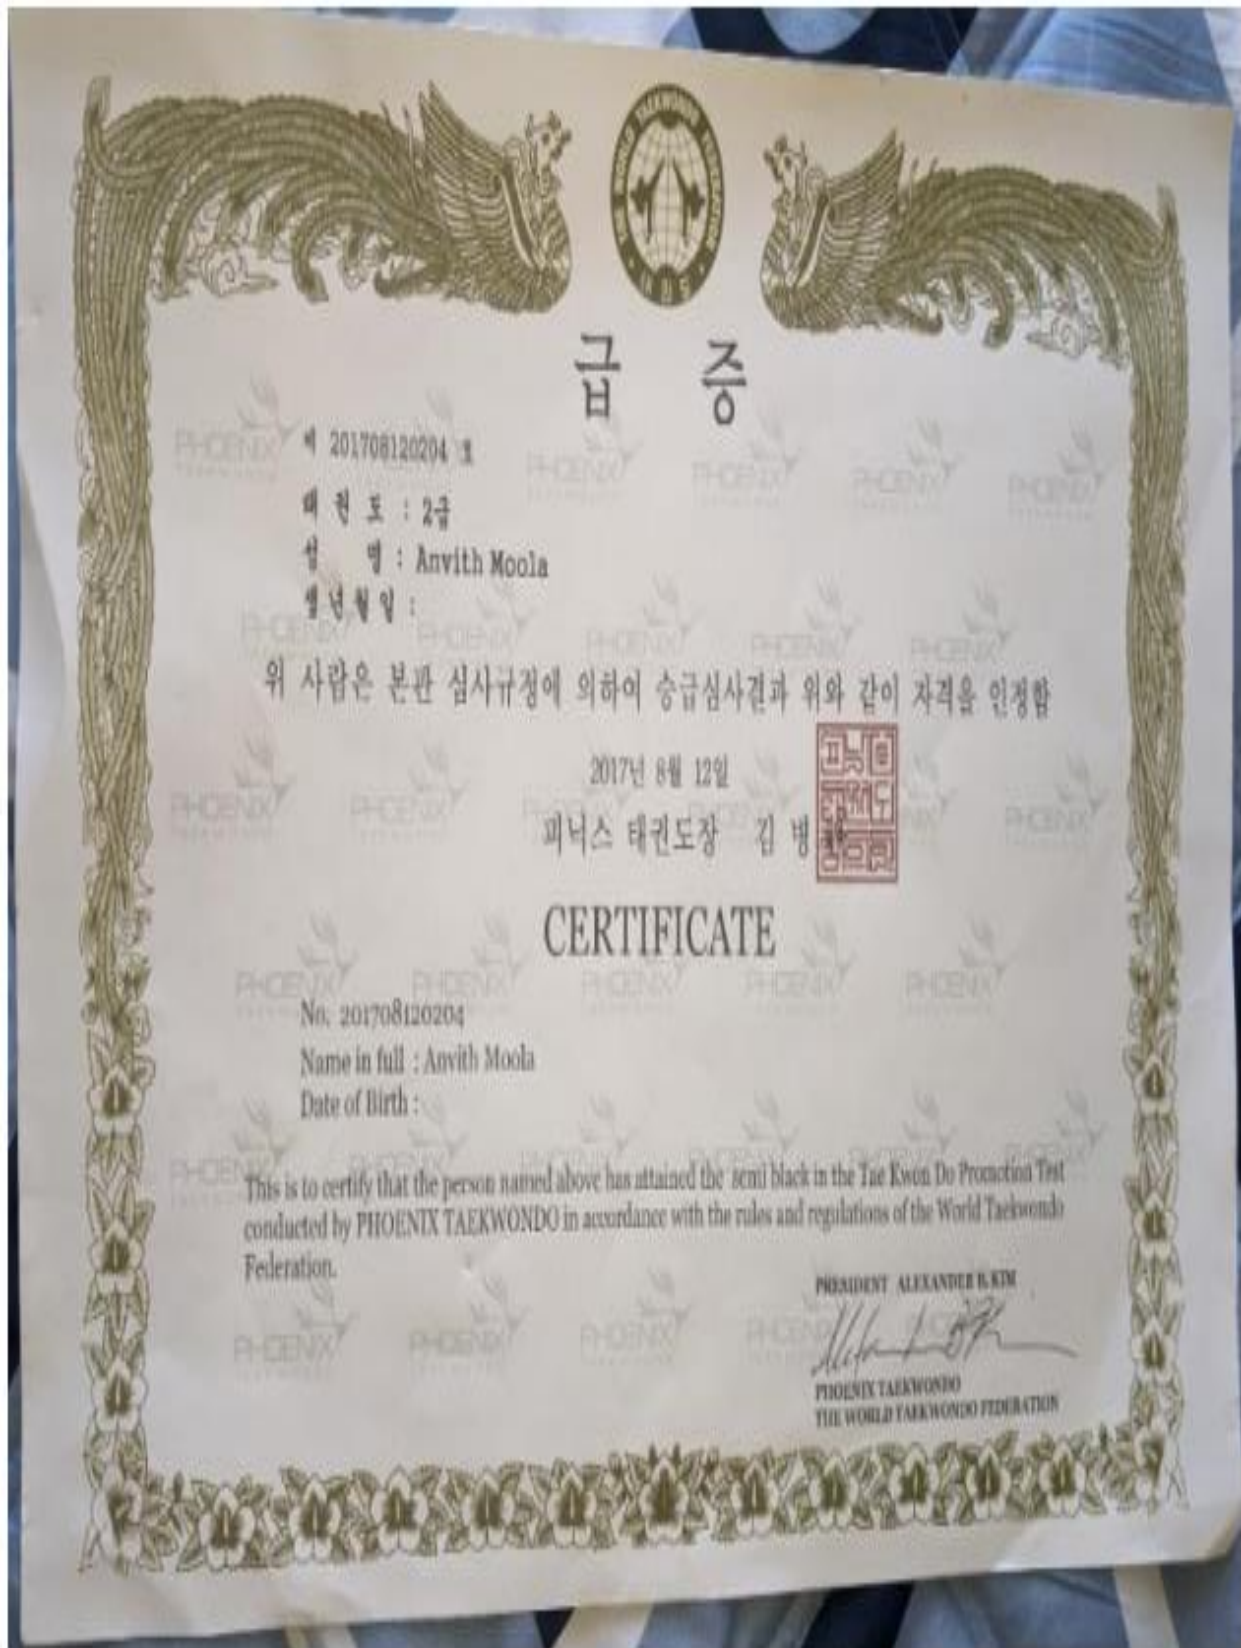 급 증
제 201708120204 호
태 권 도 : 2급
성 명 : Anvith Moola
생년월일 :
위 사람은 본관 심사규정에 의하여 승급심사결과 위와 같이 자격을 인정함
2017년 8월 12일
피닉스 태권도장 김 병
CERTIFICATE
No. 201708120204
Name in full : Anvith Moola
Date of Birth :
This is to certify that the person named above has attained the semi black in the Tae Kwon Do Promotion Test
conducted by PHOENIX TAEKWONDO in accordance with the rules and regulations of the World Taekwondo
Federation.
PRESIDENT ALEXANDER B. KIM
PHOENIX TAEKWONDO
THE WORLD TAEKWONDO FEDERATION